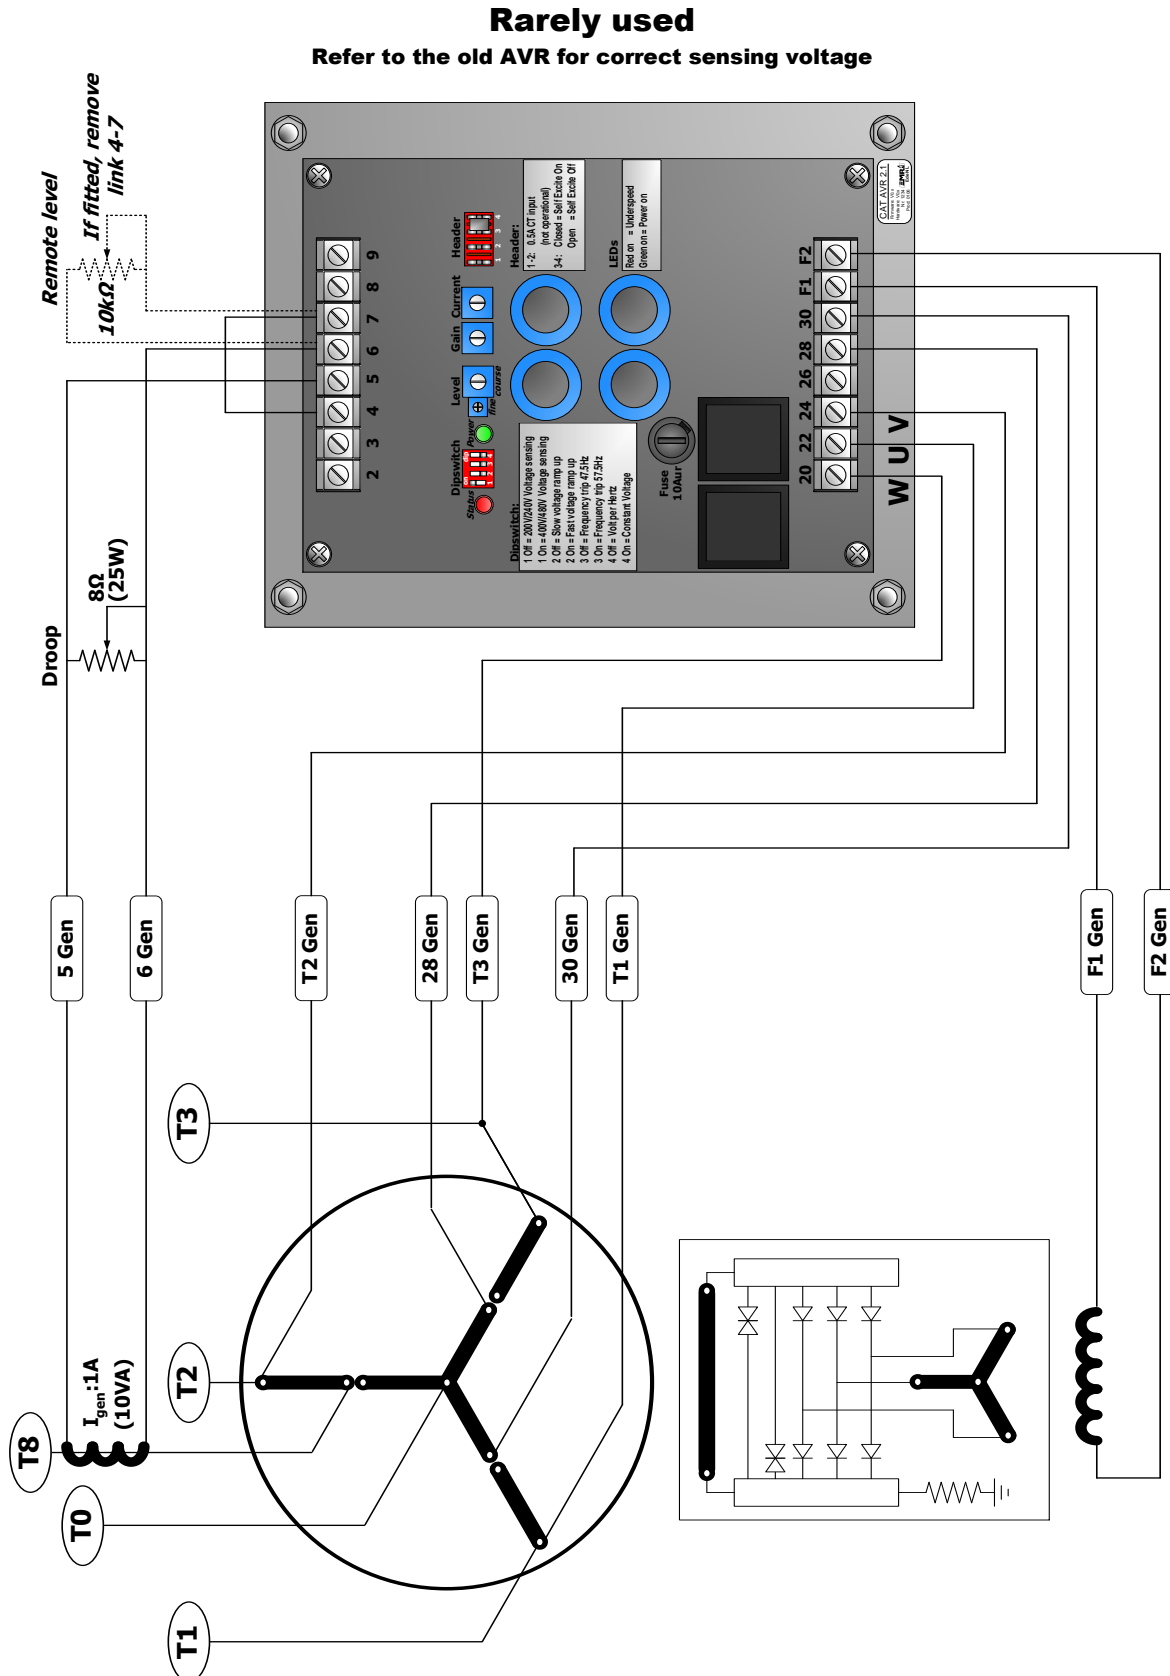 Rarely used
Refer to the old AVR for correct sensing voltage
Remote level
If fitted, remove
link 4-7
10kΩ
9
8
7
6
5
4
3
2
Header
Current
Gain
Level
course
fine
Power
Dipswitch
Status
1
2
3
4
Header:
1-2: 0.5A CT input
(not operational)
3-4: Closed = Self Excite On
Open = Self Excite Off
LEDs
Red on = Underspeed
Green on = Power on
Dipswitch:
1 Off = 200V/240V Voltage sensing
1 On = 400V/480V Voltage sensing
2 Off = Slow voltage ramp up
2 On = Fast voltage ramp up
3 Off = Frequency trip 47.5Hz
3 On = Frequency trip 57.5Hz
4 Off = Volt per Hertz
4 On = Constant Voltage
Fuse
10Aur
CAT AVR 2.1
F2
F1
30
28
26
24
22
20
W U V
Droop
8Ω
(25W)
5 Gen
6 Gen
T2 Gen
28 Gen
T3 Gen
30 Gen
T1 Gen
F1 Gen
F2 Gen
T3
T2
T8
T0
T1
Igen:1A
(10VA)